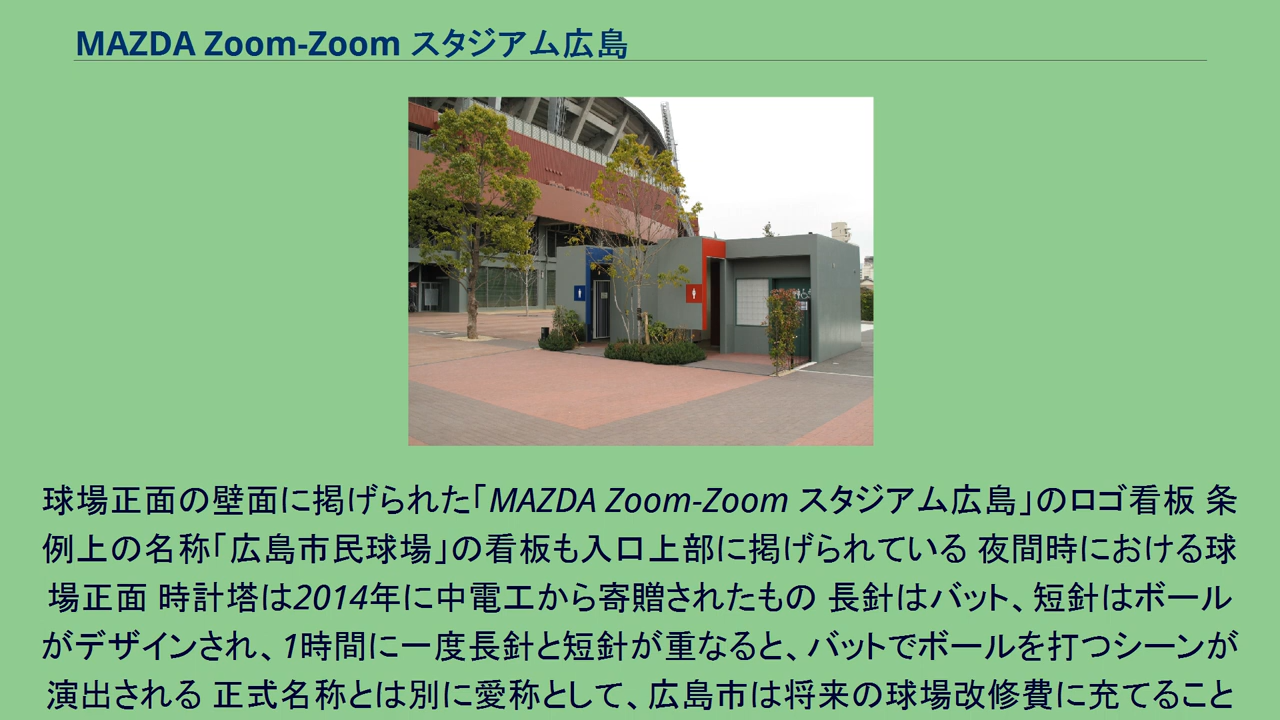 MAZDA Zoom-Zoom スタジアム広島
球場正面の壁面に掲げられた「MAZDA Zoom-Zoom スタジアム広島」のロゴ看板 条
例上の名称「広島市民球場」の看板も入口上部に掲げられている 夜間時における球
場正面 時計塔は2014年に中電工から寄贈されたもの 長針はバット、短針はボール
がデザインされ、1時間に一度長針と短針が重なると、バットでボールを打つシーンが
演出される 正式名称とは別に愛称として、広島市は将来の球場改修費に充てること